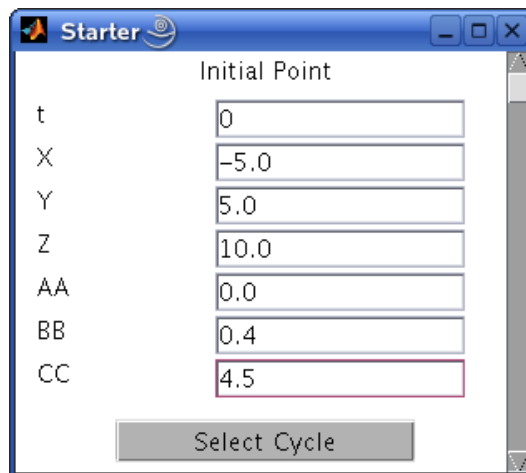 Starter
Initial Point
t 0
X -5.0
Y 5.0
Z 10.0
AA 0.0
BB 0.4
CC 4.5
Select Cycle